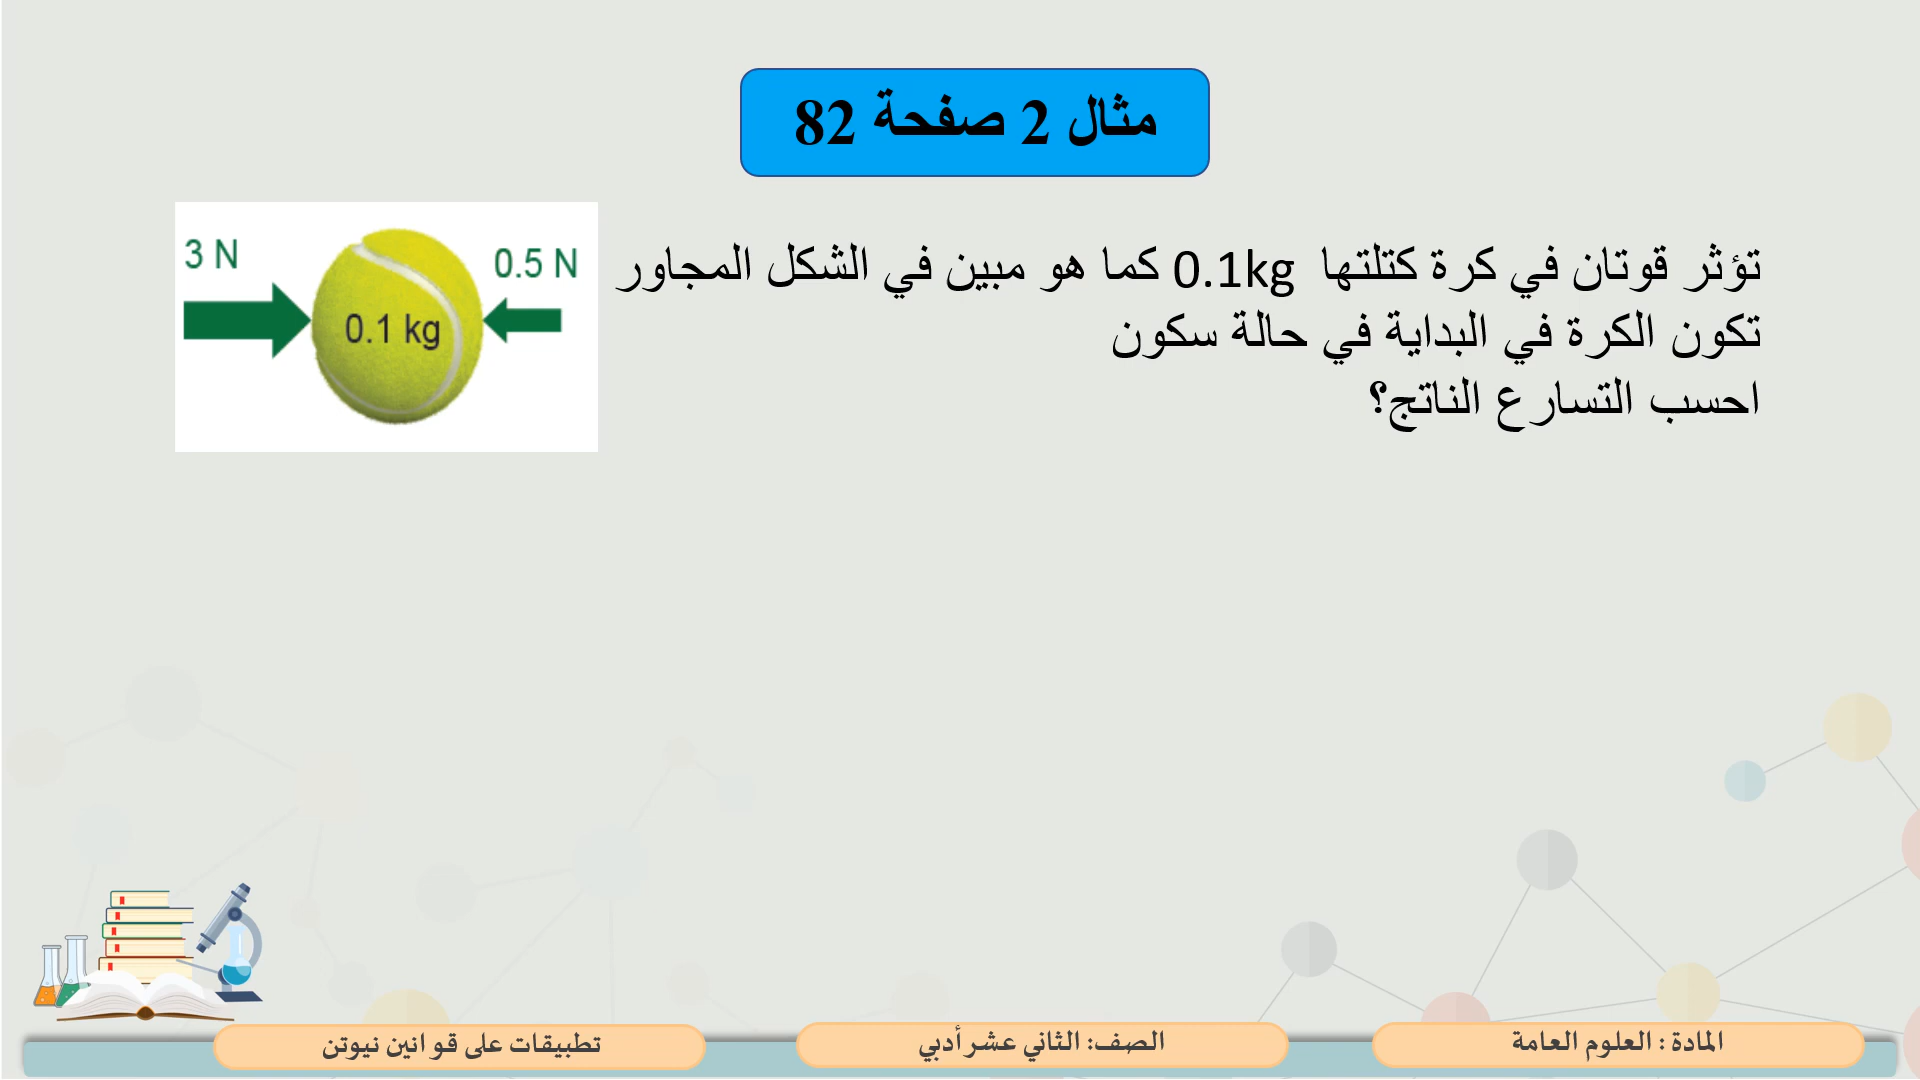 مثال 2 صفحة 82
تؤثر قوتان في كرة كتلتها 0.1kg كما هو مبين في الشكل المجاور
تكون الكرة في البداية في حالة سكون
احسب التسارع الناتج؟
3 N
0.5 N
0.1 kg
المادة : العلوم العامة
الصف: الثاني عشر أدبي
تطبيقات على قوانين نيوتن